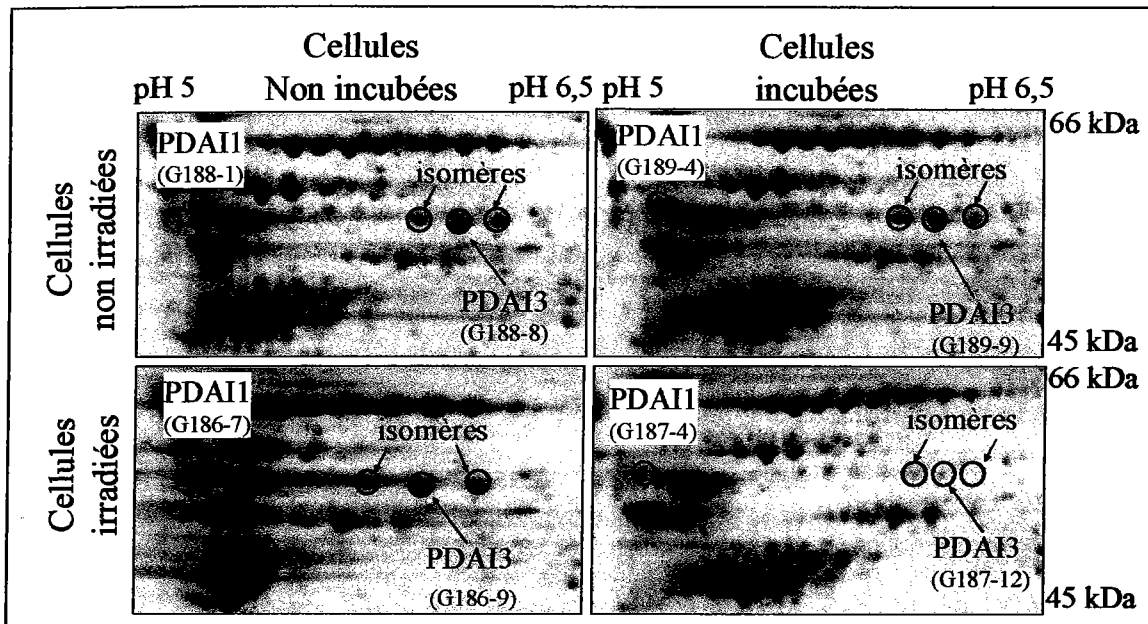 Cellules
Non incubées
Cellules
incubées
pH 5
pH 6,5
pH 5
pH 6,5
Cellules
non irradiées
PDAI1
(G188-1)
isomères
PDAI3
(G188-8)
PDAI1
(G189-4)
isomères
PDAI3
(G189-9)
66 kDa
45 kDa
Cellules
irradiées
PDAI1
(G186-7)
isomères
PDAI3
(G186-9)
PDAI1
(G187-4)
isomères
PDAI3
(G187-12)
66 kDa
45 kDa